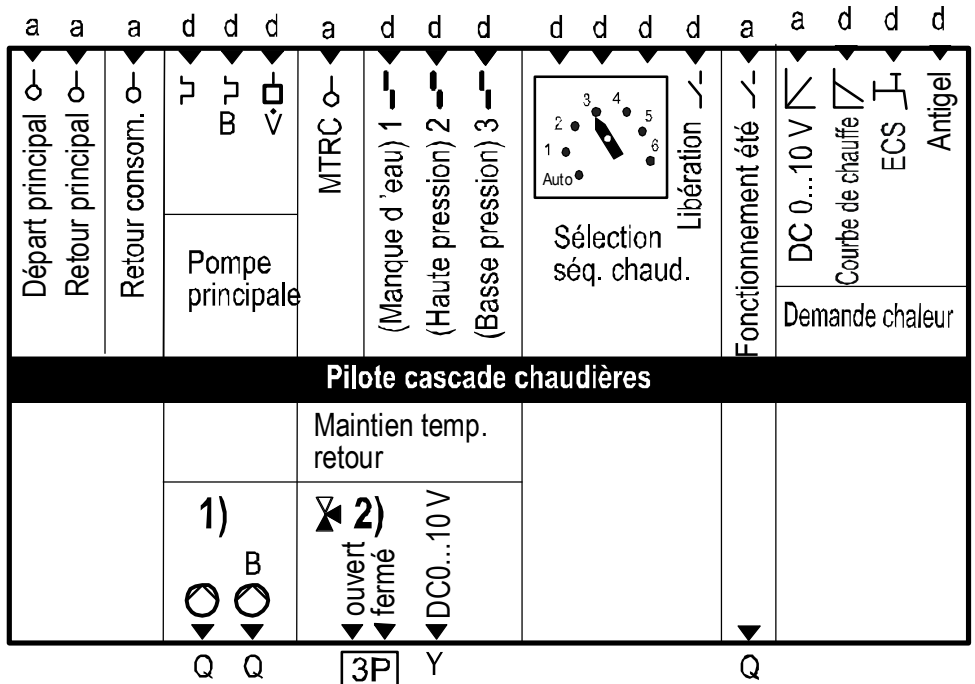 a a a d d d a d d d d d d d a a d d d
Départ principal
Retour principal
Retour consom.
B
V̇
Pompe
principale
MTRC
(Manque d'eau) 1
(Haute pression) 2
(Basse pression) 3
Auto 1 2 3 4 5 6
Sélection
séq. chaud.
Libération
Fonctionnement été
DC 0...10 V
Courbe de chauffe
ECS
Antigel
Demande chaleur
Pilote cascade chaudières
Maintien temp.
retour
1)
B
2)
ouvert
fermé
DC0...10 V
Q Q 3P Y Q